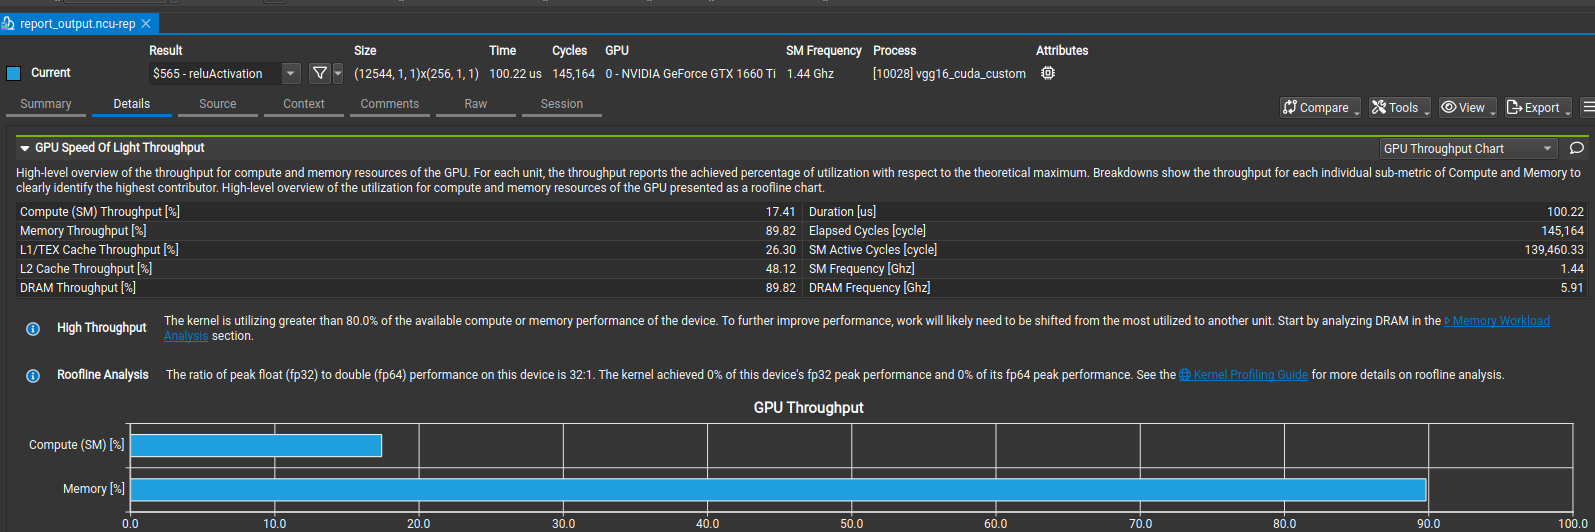 report_output.ncu-rep
Result Size Time Cycles GPU SM Frequency Process Attributes
Current $565 - reluActivation (12544, 1, 1)x(256, 1, 1) 100.22 us 145,164 0 - NVIDIA GeForce GTX 1660 Ti 1.44 Ghz [10028] vgg16_cuda_custom
Summary Details Source Context Comments Raw Session Compare Tools View Export
GPU Speed Of Light Throughput GPU Throughput Chart
High-level overview of the throughput for compute and memory resources of the GPU. For each unit, the throughput reports the achieved percentage of utilization with respect to the theoretical maximum. Breakdowns show the throughput for each individual sub-metric of Compute and Memory to
clearly identify the highest contributor. High-level overview of the utilization for compute and memory resources of the GPU presented as a roofline chart.
Compute (SM) Throughput [%] 17.41 Duration [us] 100.22
Memory Throughput [%] 89.82 Elapsed Cycles [cycle] 145,164
L1/TEX Cache Throughput [%] 26.30 SM Active Cycles [cycle] 139,460.33
L2 Cache Throughput [%] 48.12 SM Frequency [Ghz] 1.44
DRAM Throughput [%] 89.82 DRAM Frequency [Ghz] 5.91
High Throughput The kernel is utilizing greater than 80.0% of the available compute or memory performance of the device. To further improve performance, work will likely need to be shifted from the most utilized to another unit. Start by analyzing DRAM in the Memory Workload
Analysis section.
Roofline Analysis The ratio of peak float (fp32) to double (fp64) performance on this device is 32:1. The kernel achieved 0% of this device's fp32 peak performance and 0% of its fp64 peak performance. See the Kernel Profiling Guide for more details on roofline analysis.
GPU Throughput
Compute (SM) [%]
Memory [%]
0.0 10.0 20.0 30.0 40.0 50.0 60.0 70.0 80.0 90.0 100.0